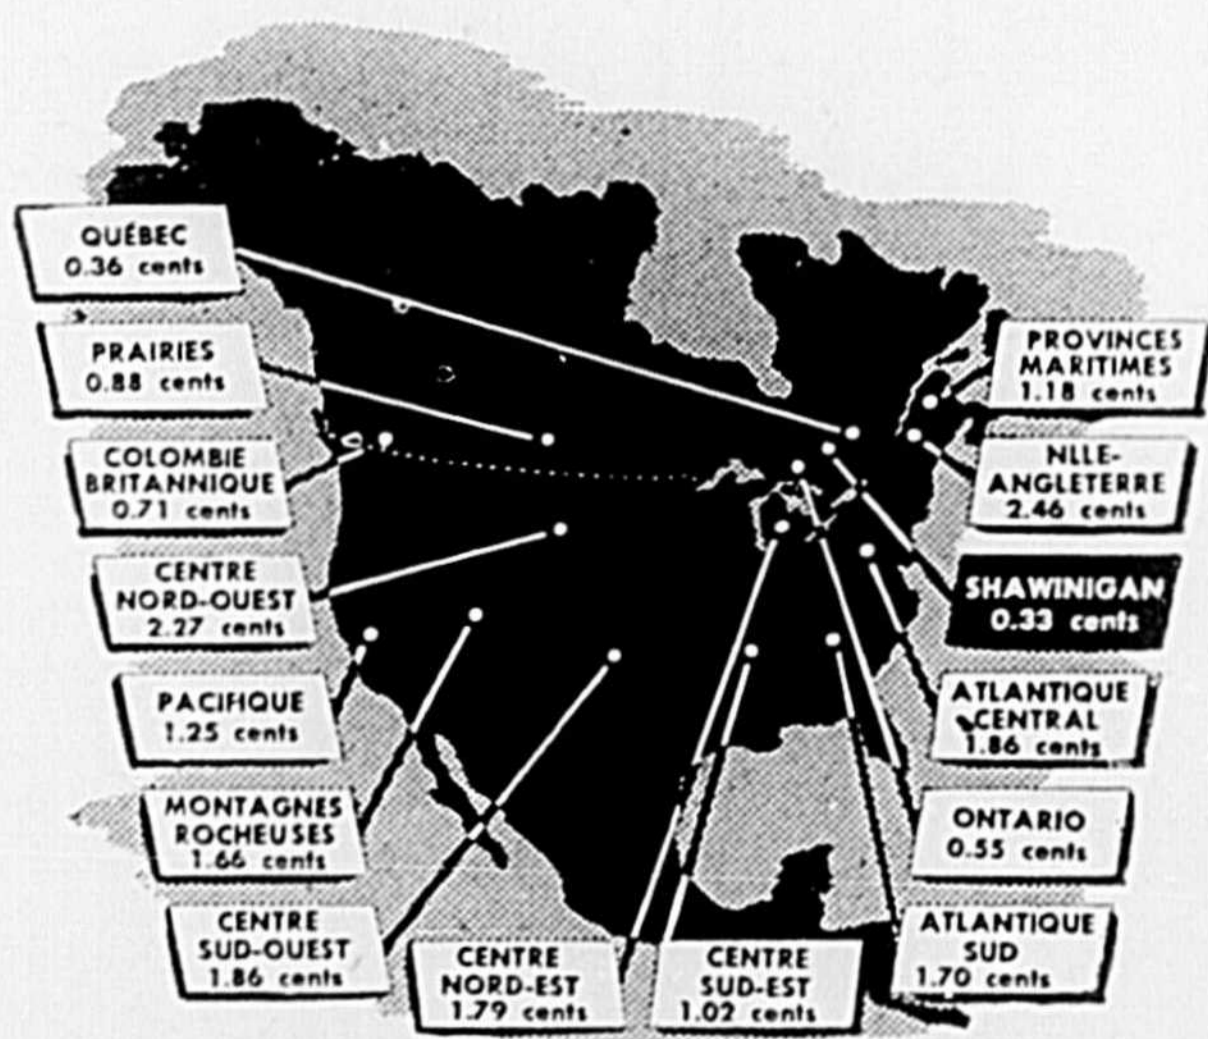 QUÉBEC
0.36 cents
PRAIRIES
0.88 cents
COLOMBIE
BRITANNIQUE
0.71 cents
CENTRE
NORD-OUEST
2.27 cents
PACIFIQUE
1.25 cents
MONTAGNES
ROCHEUSES
1.66 cents
CENTRE
SUD-OUEST
1.86 cents
CENTRE
NORD-EST
1.79 cents
CENTRE
SUD-EST
1.02 cents
PROVINCES
MARITIMES
1.18 cents
NLLE-
ANGLETERRE
2.46 cents
SHAWINIGAN
0.33 cents
ATLANTIQUE
CENTRAL
1.86 cents
ONTARIO
0.55 cents
ATLANTIQUE
SUD
1.70 cents